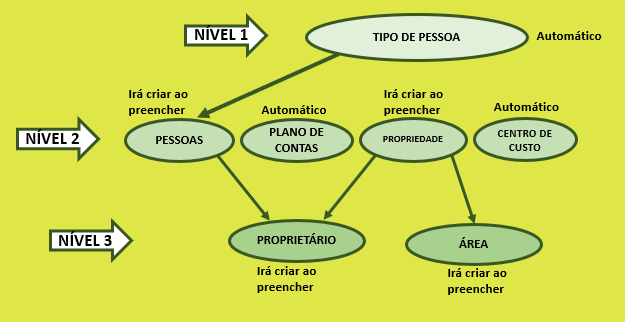 NÍVEL 1
TIPO DE PESSOA
Automático
Irá criar ao
preencher
Automático
Irá criar ao
preencher
Automático
NÍVEL 2
PESSOAS
PLANO DE
CONTAS
PROPRIEDADE
CENTRO DE
CUSTO
NÍVEL 3
PROPRIETÁRIO
ÁREA
Irá criar ao
preencher
Irá criar ao
preencher